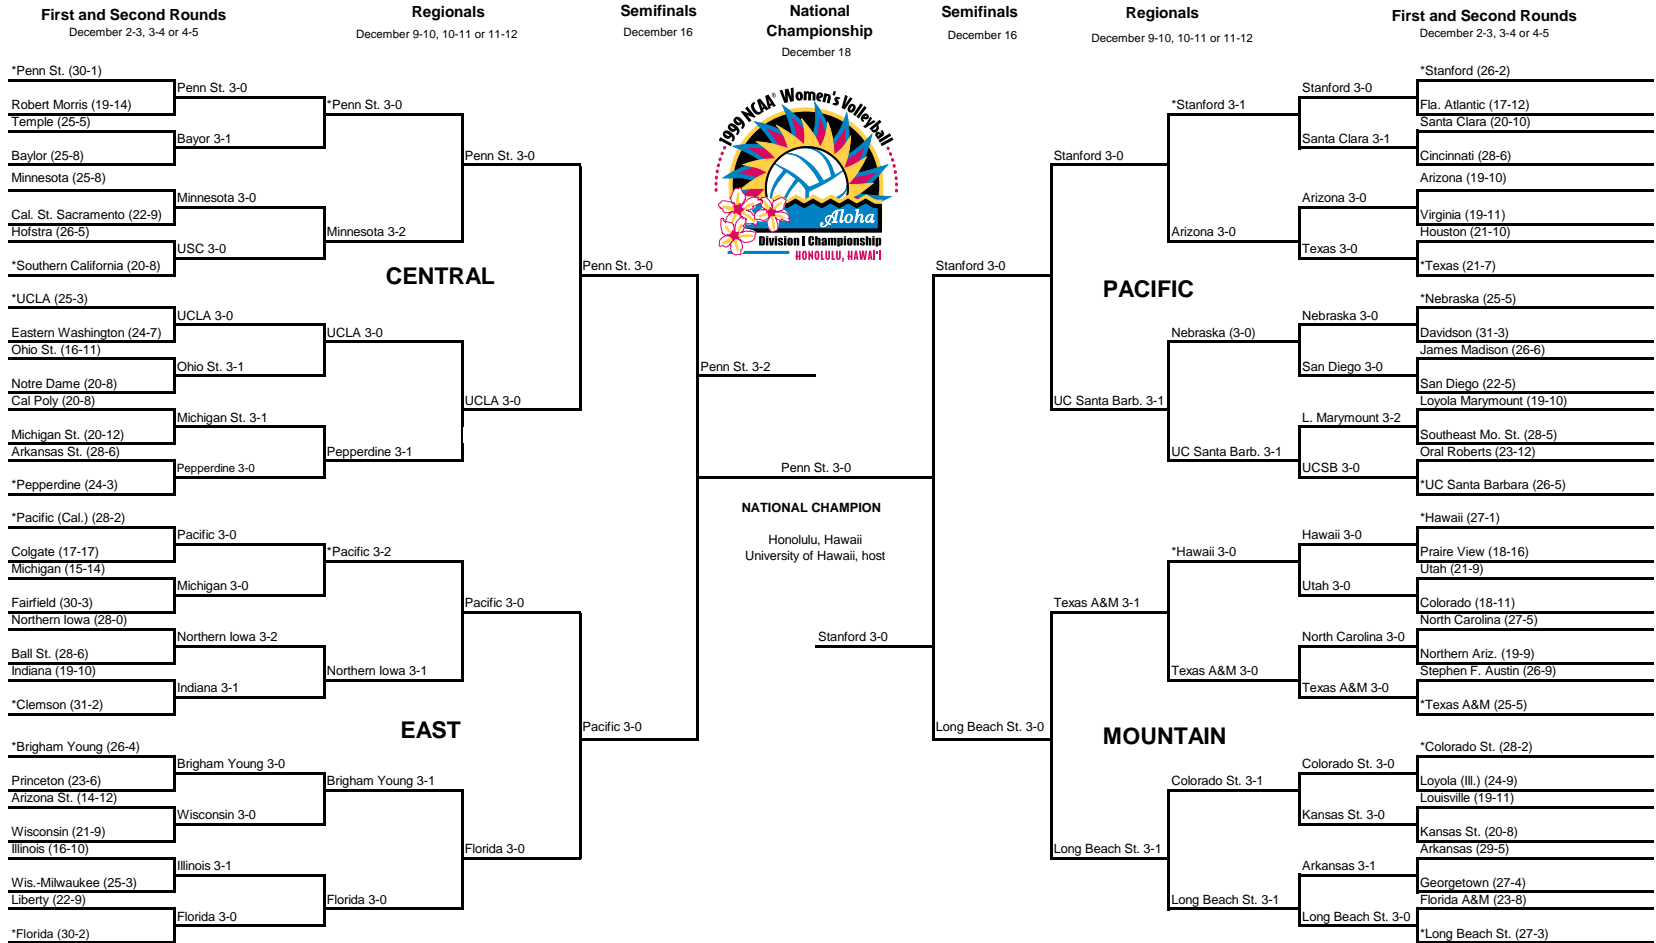 First and Second Rounds
December 2-3, 3-4 or 4-5
Regionals
December 9-10, 10-11 or 11-12
Semifinals
December 16
National
Championship
December 18
Semifinals
December 16
Regionals
December 9-10, 10-11 or 11-12
First and Second Rounds
December 2-3, 3-4 or 4-5
1999 NCAA® Women's Volleyball
Aloha
Division I Championship
HONOLULU, HAWAI'I
*Penn St. (30-1)
Robert Morris (19-14)
Temple (25-5)
Baylor (25-8)
Minnesota (25-8)
Cal. St. Sacramento (22-9)
Hofstra (26-5)
*Southern California (20-8)
*UCLA (25-3)
Eastern Washington (24-7)
Ohio St. (16-11)
Notre Dame (20-8)
Cal Poly (20-8)
Michigan St. (20-12)
Arkansas St. (28-6)
*Pepperdine (24-3)
*Pacific (Cal.) (28-2)
Colgate (17-17)
Michigan (15-14)
Fairfield (30-3)
Northern Iowa (28-0)
Ball St. (28-6)
Indiana (19-10)
*Clemson (31-2)
*Brigham Young (26-4)
Princeton (23-6)
Arizona St. (14-12)
Wisconsin (21-9)
Illinois (16-10)
Wis.-Milwaukee (25-3)
Liberty (22-9)
*Florida (30-2)
Penn St. 3-0
Bayor 3-1
Minnesota 3-0
USC 3-0
UCLA 3-0
Ohio St. 3-1
Michigan St. 3-1
Pepperdine 3-0
Pacific 3-0
Michigan 3-0
Northern Iowa 3-2
Indiana 3-1
Brigham Young 3-0
Wisconsin 3-0
Illinois 3-1
Florida 3-0
*Penn St. 3-0
Minnesota 3-2
UCLA 3-0
Pepperdine 3-1
*Pacific 3-2
Northern Iowa 3-1
Brigham Young 3-1
Florida 3-0
CENTRAL
EAST
Penn St. 3-0
UCLA 3-0
Pacific 3-0
Florida 3-0
Penn St. 3-0
Pacific 3-0
Penn St. 3-2
Penn St. 3-0
NATIONAL CHAMPION
Honolulu, Hawaii
University of Hawaii, host
Stanford 3-0
Stanford 3-0
Long Beach St. 3-0
Stanford 3-0
UC Santa Barb. 3-1
Texas A&M 3-1
Long Beach St. 3-1
PACIFIC
MOUNTAIN
*Stanford 3-1
Arizona 3-0
Nebraska (3-0)
UC Santa Barb. 3-1
*Hawaii 3-0
Texas A&M 3-0
Colorado St. 3-1
Long Beach St. 3-1
Stanford 3-0
Santa Clara 3-1
Arizona 3-0
Texas 3-0
Nebraska 3-0
San Diego 3-0
L. Marymount 3-2
UCSB 3-0
Hawaii 3-0
Utah 3-0
North Carolina 3-0
Texas A&M 3-0
Colorado St. 3-0
Kansas St. 3-0
Arkansas 3-1
Long Beach St. 3-0
*Stanford (26-2)
Fla. Atlantic (17-12)
Santa Clara (20-10)
Cincinnati (28-6)
Arizona (19-10)
Virginia (19-11)
Houston (21-10)
*Texas (21-7)
*Nebraska (25-5)
Davidson (31-3)
James Madison (26-6)
San Diego (22-5)
Loyola Marymount (19-10)
Southeast Mo. St. (28-5)
Oral Roberts (23-12)
*UC Santa Barbara (26-5)
*Hawaii (27-1)
Praire View (18-16)
Utah (21-9)
Colorado (18-11)
North Carolina (27-5)
Northern Ariz. (19-9)
Stephen F. Austin (26-9)
*Texas A&M (25-5)
*Colorado St. (28-2)
Loyola (Ill.) (24-9)
Louisville (19-11)
Kansas St. (20-8)
Arkansas (29-5)
Georgetown (27-4)
Florida A&M (23-8)
*Long Beach St. (27-3)